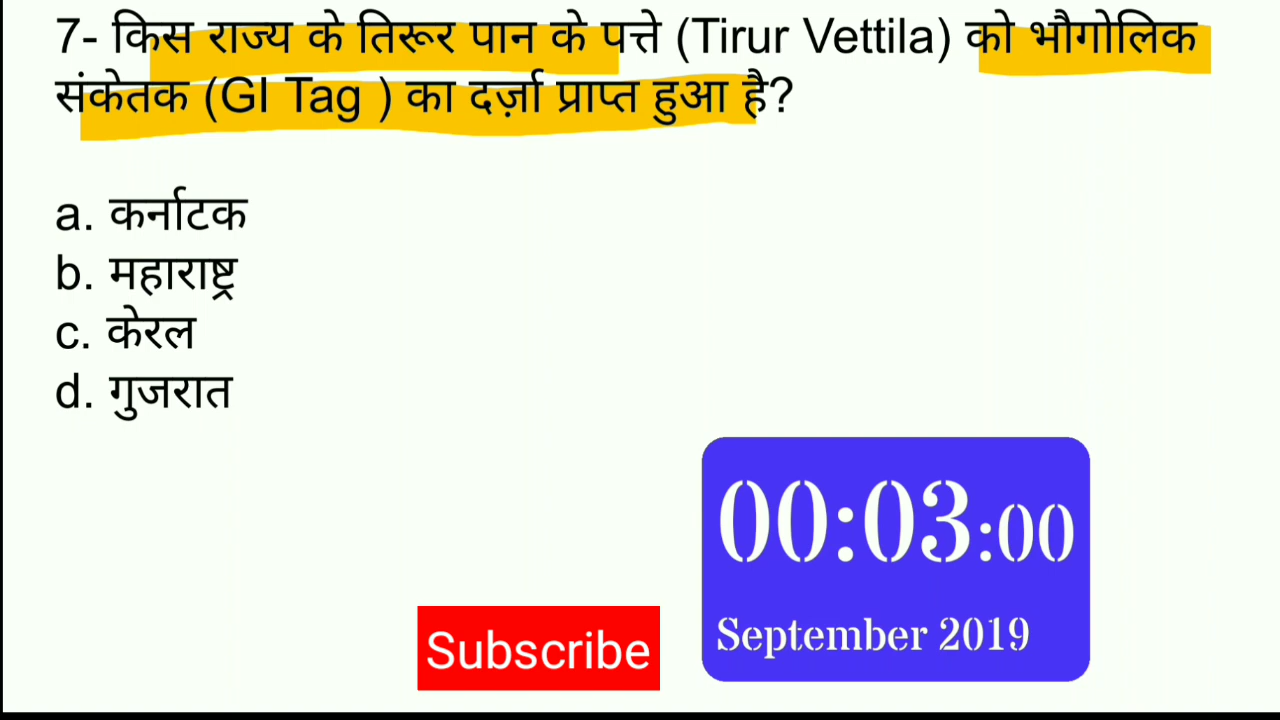 7- किस राज्य के तिरूर पान के पत्ते (Tirur Vettila) को भौगोलिक
संकेतक (GI Tag ) का दर्ज़ा प्राप्त हुआ है?
a. कर्नाटक
b. महाराष्ट्र
c. केरल
d. गुजरात
00:03:00
September 2019
Subscribe